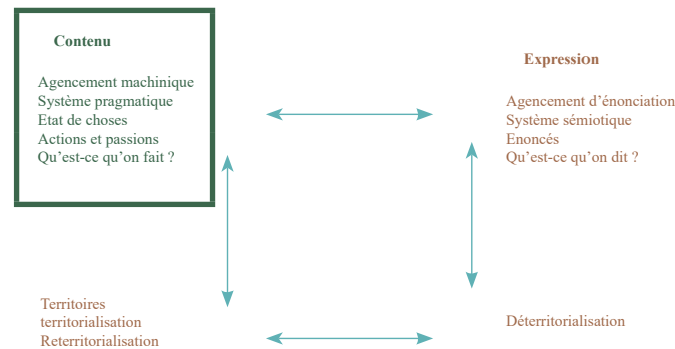 Contenu
Agencement machinique
Système pragmatique
Etat de choses
Actions et passions
Qu’est-ce qu’on fait ?
Expression
Agencement d’énonciation
Système sémiotique
Enoncés
Qu’est-ce qu’on dit ?
Territoires
territorialisation
Reterritorialisation
Déterritorialisation